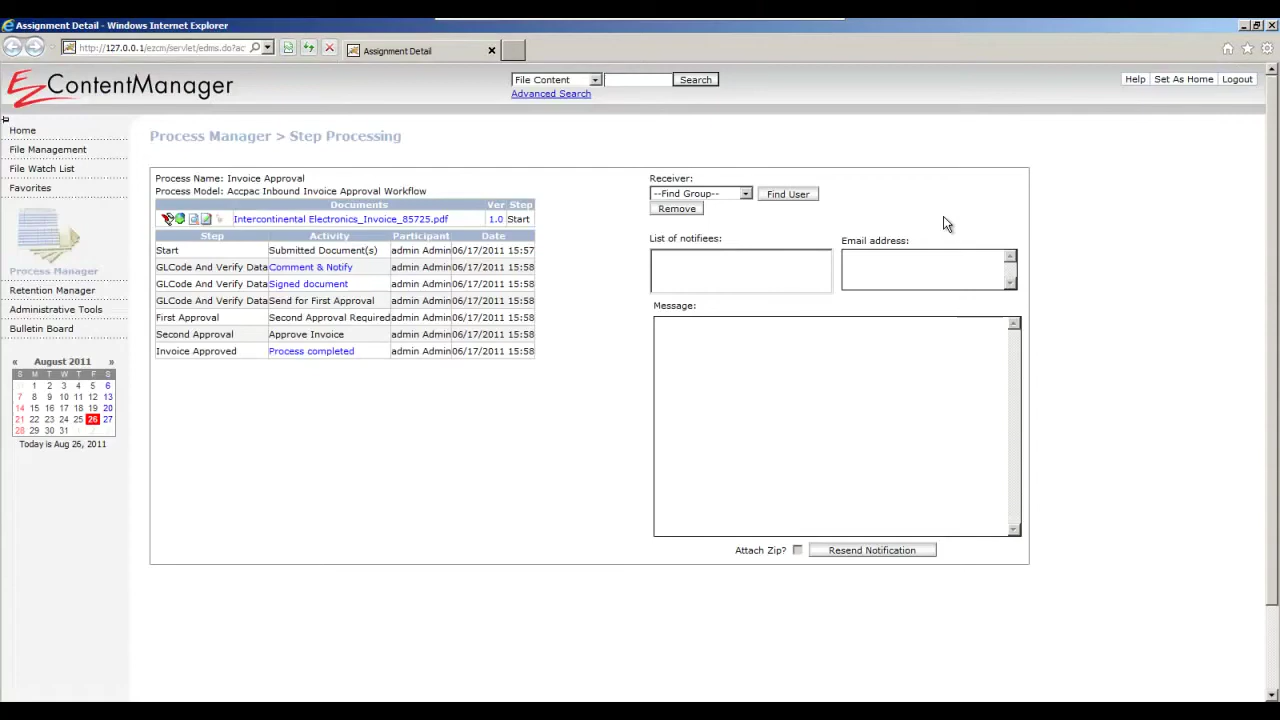 Assignment Detail - Windows Internet Explorer
http://127.0.0.1/ezcm/servlet/edms.do?ac
Assignment Detail
EZ ContentManager
File Content
Search
Help
Set As Home
Logout
Advanced Search
Home
File Management
File Watch List
Favorites
Process Manager
Retention Manager
Administrative Tools
Bulletin Board
« August 2011 »
S M T W T F S
1 2 3 4 5 6
7 8 9 10 11 12 13
14 15 16 17 18 19 20
21 22 23 24 25 26 27
28 29 30 31
Today is Aug 26, 2011
Process Manager > Step Processing
Process Name: Invoice Approval
Process Model: Accpac Inbound Invoice Approval Workflow
Documents Ver Step
Intercontinental Electronics_Invoice_85725.pdf 1.0 Start
Step Activity Participant Date
Start Submitted Document(s) admin Admin 06/17/2011 15:57
GLCode And Verify Data Comment & Notify admin Admin 06/17/2011 15:58
GLCode And Verify Data Signed document admin Admin 06/17/2011 15:58
GLCode And Verify Data Send for First Approval admin Admin 06/17/2011 15:58
First Approval Second Approval Required admin Admin 06/17/2011 15:58
Second Approval Approve Invoice admin Admin 06/17/2011 15:58
Invoice Approved Process completed admin Admin 06/17/2011 15:58
Receiver:
--Find Group--
Find User
Remove
List of notifiees:
Email address:
Message:
Attach Zip?
Resend Notification